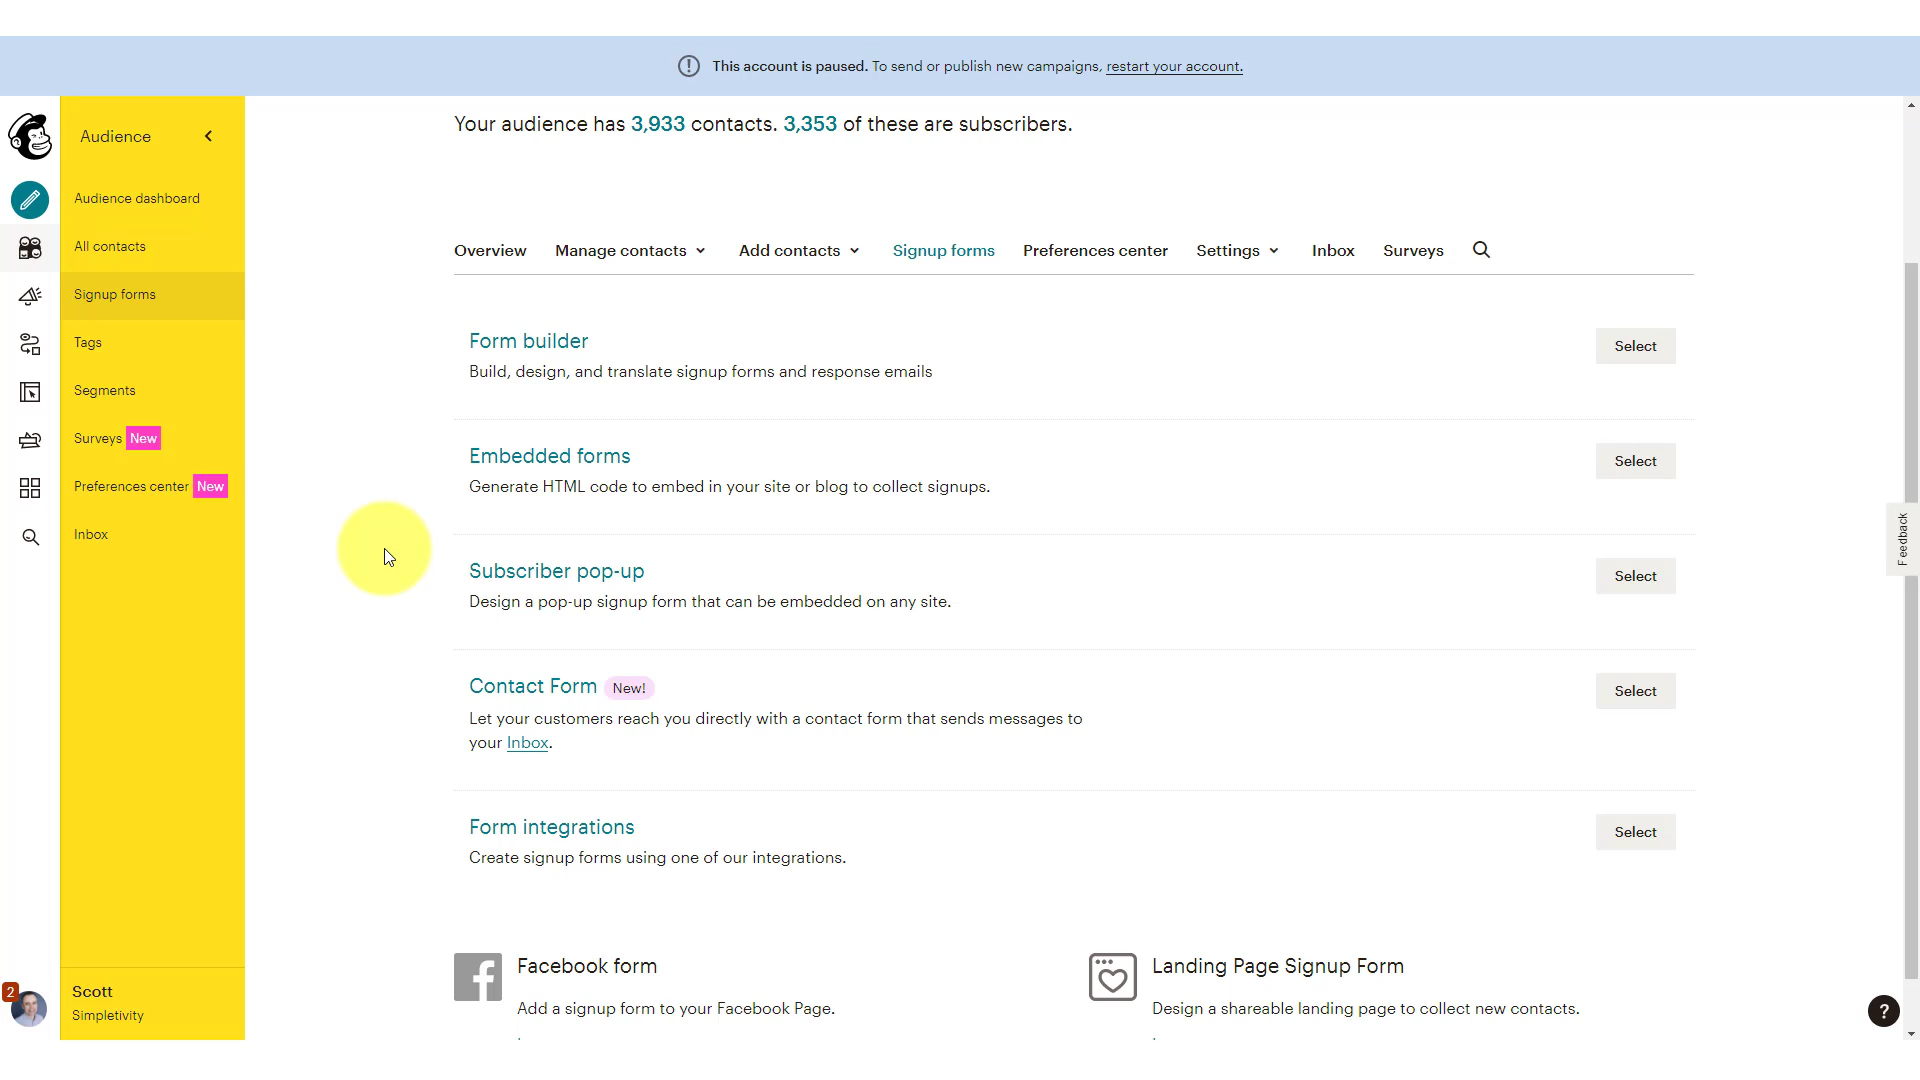 This account is paused. To send or publish new campaigns, restart your account.
Audience
Audience dashboard
All contacts
Signup forms
Tags
Segments
Surveys New
Preferences center New
Inbox
2
Scott
Simpletivity
Your audience has 3,933 contacts. 3,353 of these are subscribers.
Overview Manage contacts Add contacts Signup forms Preferences center Settings Inbox Surveys
Form builder
Build, design, and translate signup forms and response emails
Select
Embedded forms
Generate HTML code to embed in your site or blog to collect signups.
Select
Subscriber pop-up
Design a pop-up signup form that can be embedded on any site.
Select
Contact Form New!
Let your customers reach you directly with a contact form that sends messages to
your Inbox.
Select
Form integrations
Create signup forms using one of our integrations.
Select
Facebook form
Add a signup form to your Facebook Page.
Landing Page Signup Form
Design a shareable landing page to collect new contacts.
Feedback
?